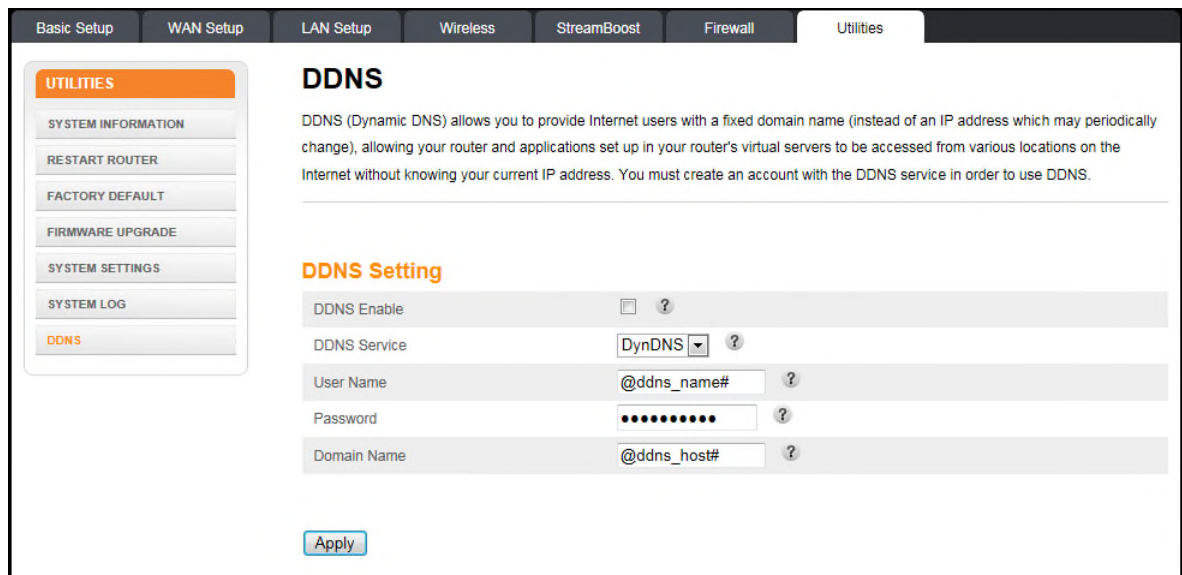 Basic Setup WAN Setup LAN Setup Wireless StreamBoost Firewall Utilities
UTILITIES
SYSTEM INFORMATION
RESTART ROUTER
FACTORY DEFAULT
FIRMWARE UPGRADE
SYSTEM SETTINGS
SYSTEM LOG
DDNS
DDNS
DDNS (Dynamic DNS) allows you to provide Internet users with a fixed domain name (instead of an IP address which may periodically
change), allowing your router and applications set up in your router's virtual servers to be accessed from various locations on the
Internet without knowing your current IP address. You must create an account with the DDNS service in order to use DDNS.
DDNS Setting
DDNS Enable ?
DDNS Service DynDNS ?
User Name @ddns_name# ?
Password ●●●●●●●●●● ?
Domain Name @ddns_host# ?
Apply